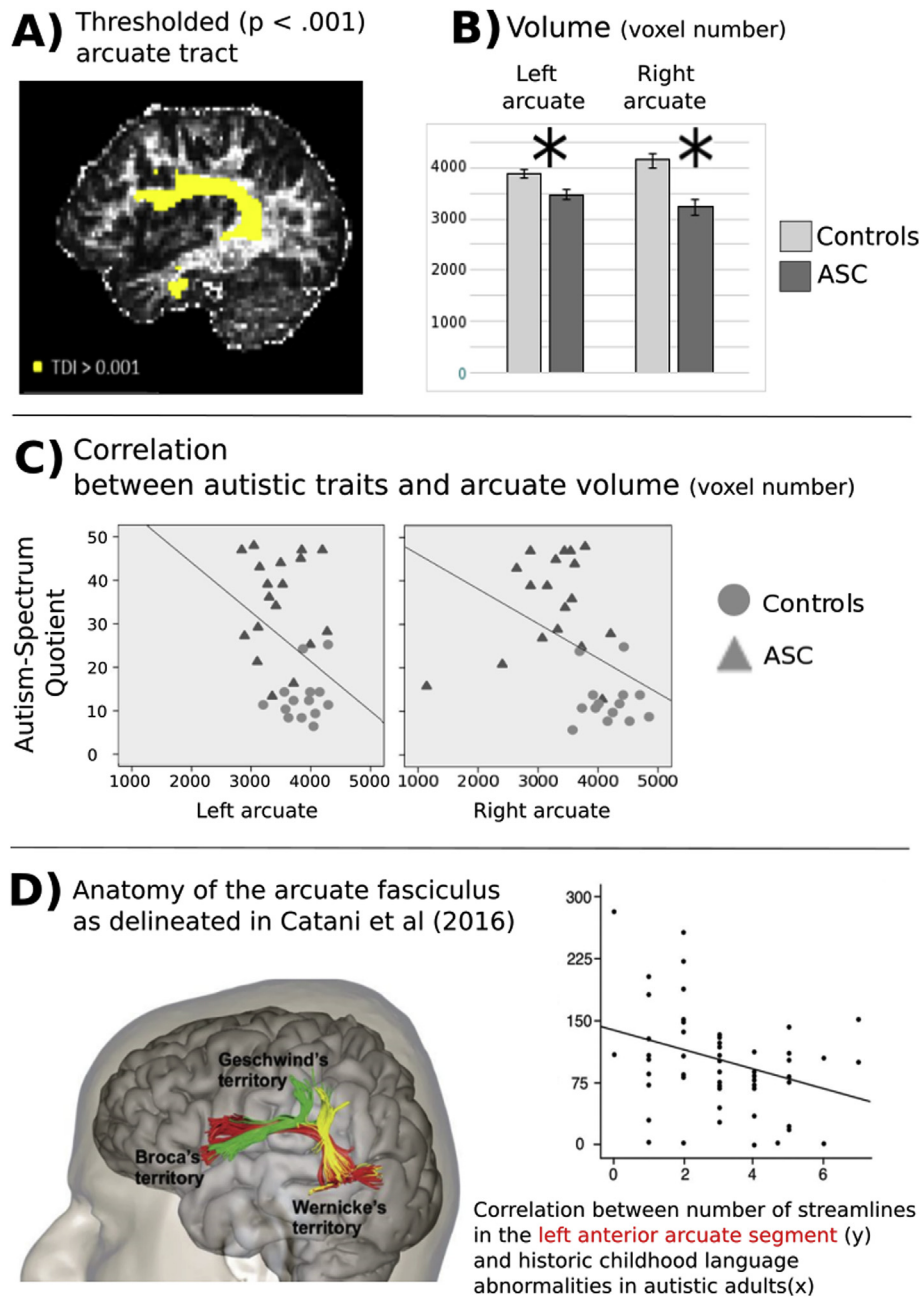 A) Thresholded (p < .001)
arcuate tract
TDI > 0.001
B) Volume (voxel number)
Left
arcuate
Right
arcuate
*
*
4000
3000
2000
1000
0
Controls
ASC
C) Correlation
between autistic traits and arcuate volume (voxel number)
Autism-Spectrum
Quotient
50
40
30
20
10
0
1000 2000 3000 4000 5000
Left arcuate
1000 2000 3000 4000 5000
Right arcuate
Controls
ASC
D) Anatomy of the arcuate fasciculus
as delineated in Catani et al (2016)
Geschwind's
territory
Broca's
territory
Wernicke's
territory
300
225
150
75
0
0 2 4 6
Correlation between number of streamlines
in the left anterior arcuate segment (y)
and historic childhood language
abnormalities in autistic adults(x)